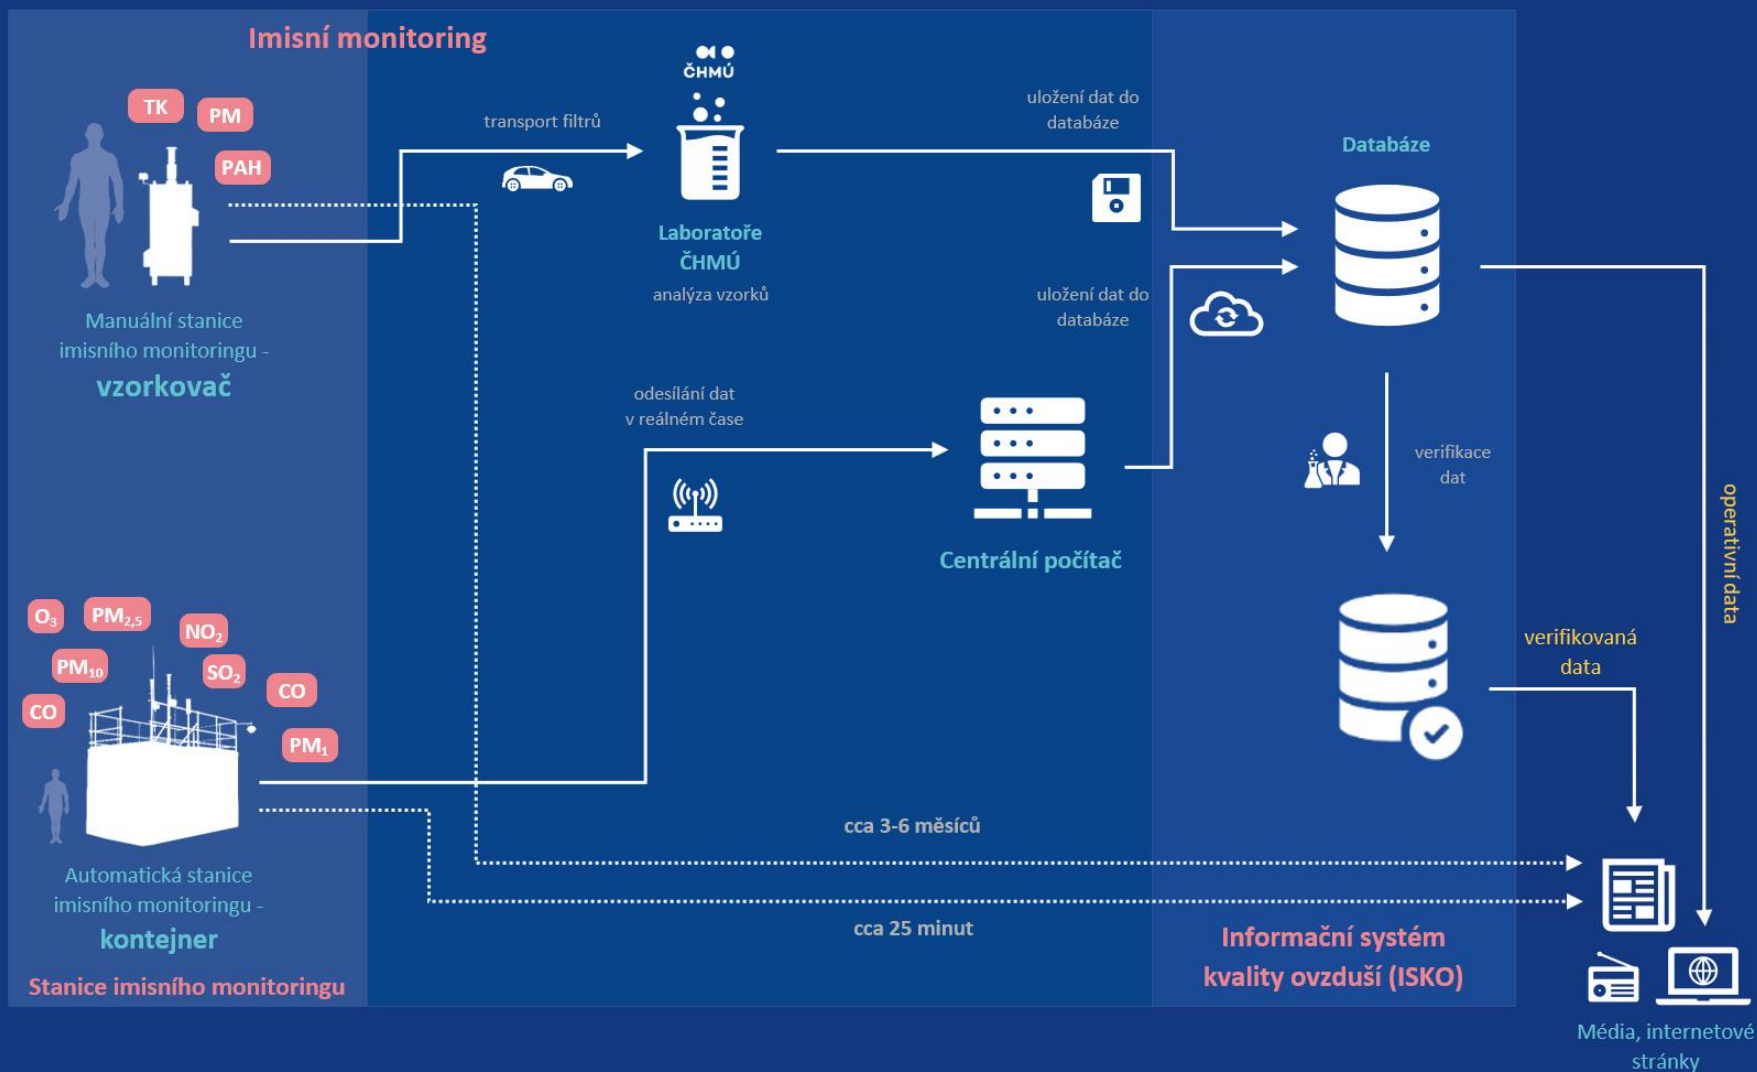 Imisní monitoring
TK
PM
PAH
Manuální stanice
imisního monitoringu -
vzorkovač
transport filtrů
ČHMÚ
Laboratoře
ČHMÚ
analýza vzorků
uložení dat do
databáze
Databáze
uložení dat do
databáze
odesílání dat
v reálném čase
Centrální počítač
verifikace
dat
operativní data
verifikovaná
data
O₃
PM₂,₅
NO₂
PM₁₀
SO₂
CO
CO
PM₁
Automatická stanice
imisního monitoringu -
kontejner
Stanice imisního monitoringu
cca 3-6 měsíců
cca 25 minut
Informační systém
kvality ovzduší (ISKO)
Média, internetové
stránky